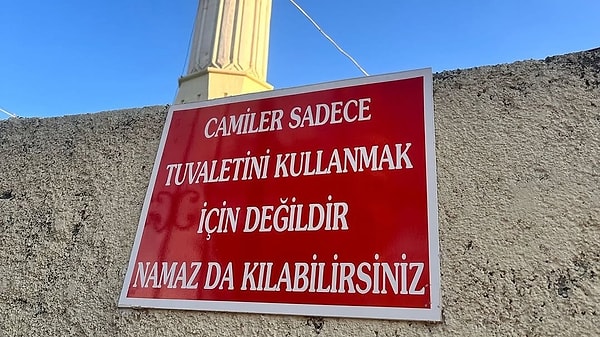 CAMİLER SADECE
TUVALETİNİ KULLANMAK
İÇİN DEĞİLDİR
NAMAZ DA KILABİLİRSİNİZ